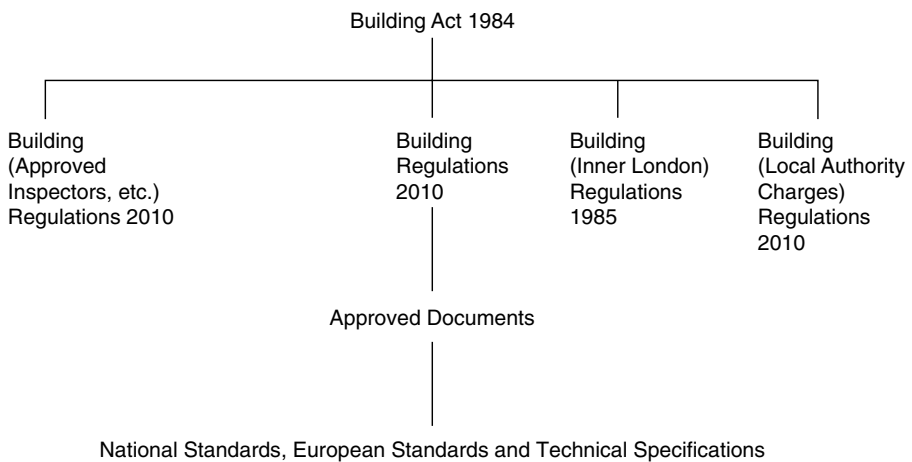 Building Act 1984
Building
(Approved
Inspectors, etc.)
Regulations 2010
Building
Regulations
2010
Building
(Inner London)
Regulations
1985
Building
(Local Authority
Charges)
Regulations
2010
Approved Documents
National Standards, European Standards and Technical Specifications